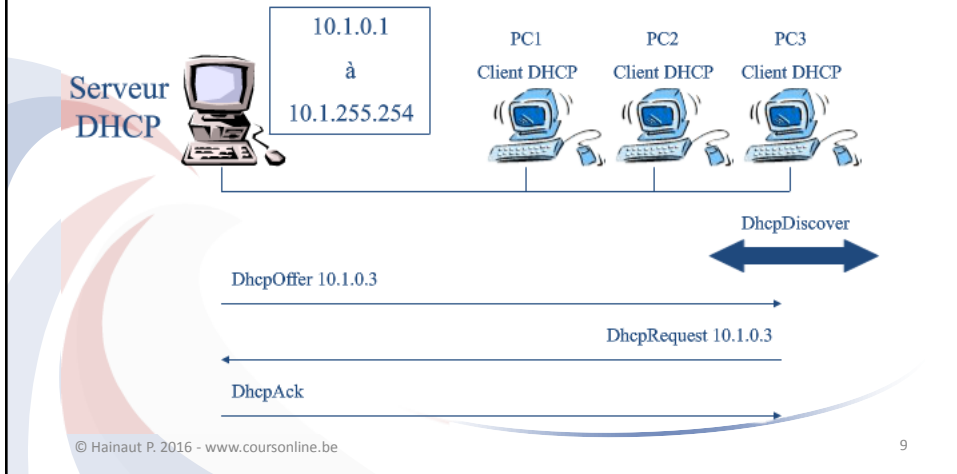 10.1.0.1
à
10.1.255.254
Serveur
DHCP
PC1
Client DHCP
PC2
Client DHCP
PC3
Client DHCP
DhcpDiscover
DhcpOffer 10.1.0.3
DhcpRequest 10.1.0.3
DhcpAck
© Hainaut P. 2016 - www.coursonline.be
9